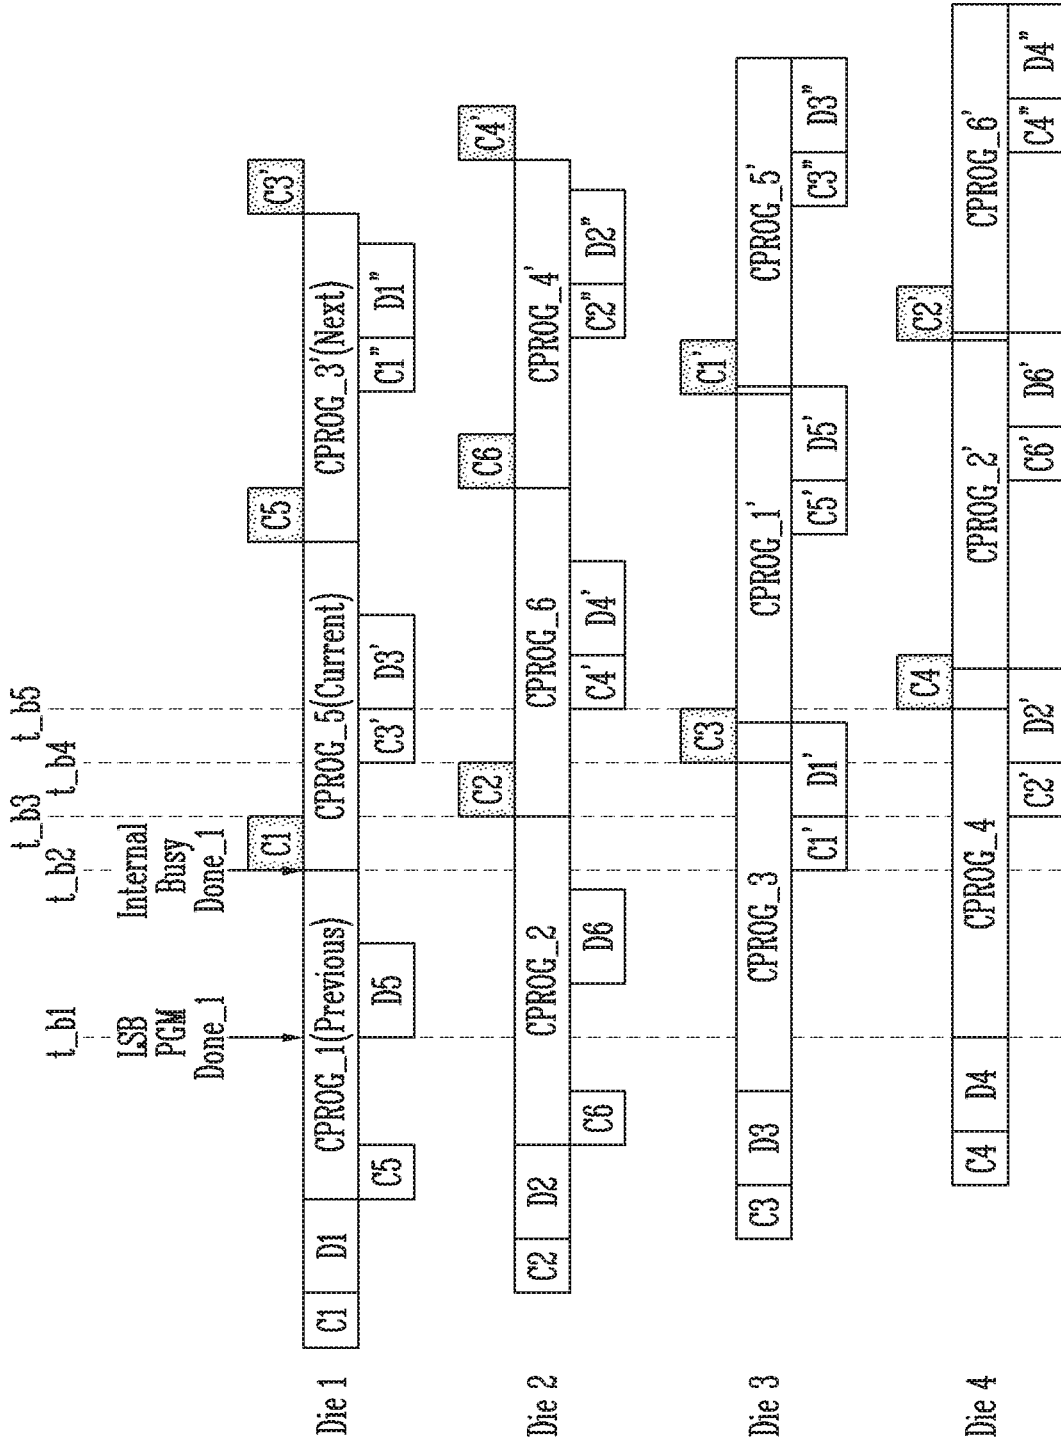 t_b1
t_b2
t_b3
t_b4
t_b5
LSB
PGM
Done_1
Internal
Busy
Done_1
C1
C5
C3'
Die 1
C1
D1
CPROG_1(Previous)
CPROG_5(Current)
CPROG_3'(Next)
C5
D5
C3'
D3'
C1"
D1"
C2
C6
C4'
Die 2
C2
D2
CPROG_2
CPROG_6
CPROG_4'
C6
D6
C4'
D4'
C2"
D2"
C3
C1'
Die 3
C3
D3
CPROG_3
CPROG_1'
CPROG_5'
C1'
D1'
C5'
D5'
C3"
D3"
C4
C2'
Die 4
C4
D4
CPROG_4
CPROG_2'
CPROG_6'
C2'
D2'
C6'
D6'
C4"
D4"